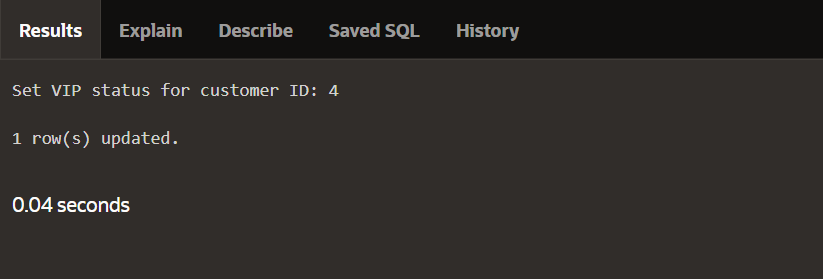 Results Explain Describe Saved SQL History
Set VIP status for customer ID: 4
1 row(s) updated.
0.04 seconds